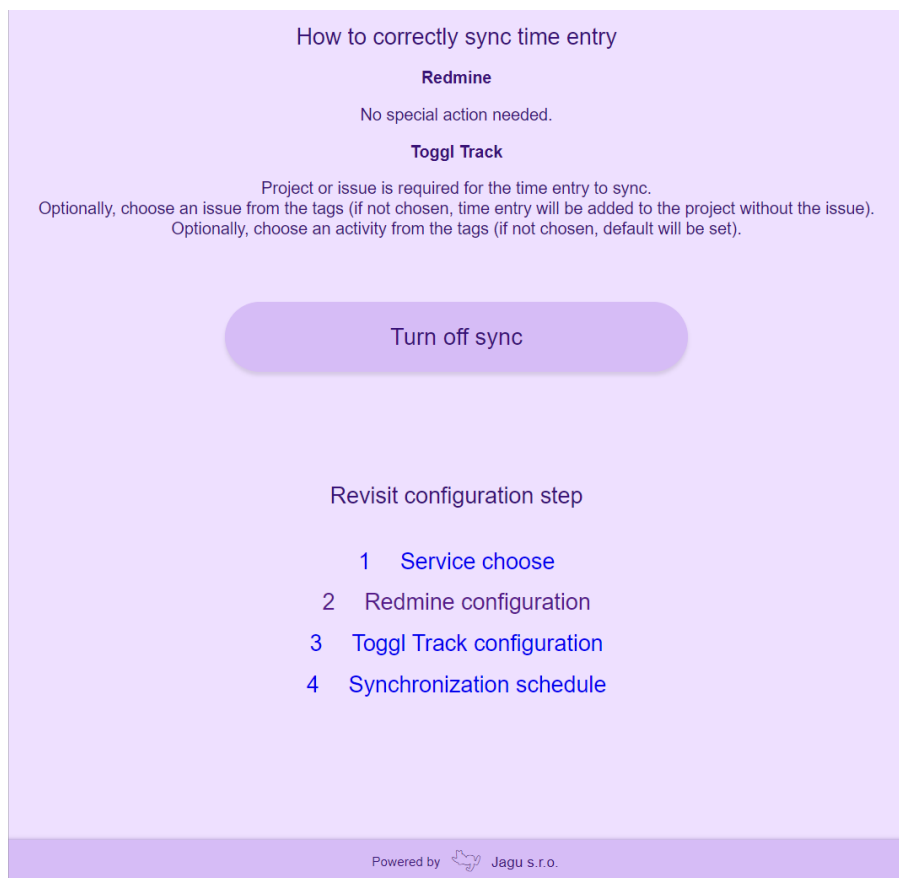 How to correctly sync time entry
Redmine
No special action needed.
Toggl Track
Project or issue is required for the time entry to sync.
Optionally, choose an issue from the tags (if not chosen, time entry will be added to the project without the issue).
Optionally, choose an activity from the tags (if not chosen, default will be set).
Turn off sync
Revisit configuration step
1 Service choose
2 Redmine configuration
3 Toggl Track configuration
4 Synchronization schedule
Powered by Jagu s.r.o.